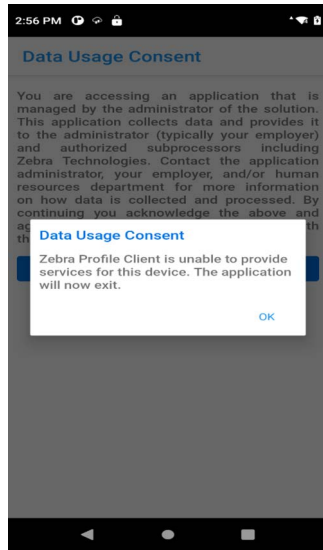 2:56 PM
Data Usage Consent
You are accessing an application that is
managed by the administrator of the solution.
This application collects data and provides it
to the administrator (typically your employer)
and authorized subprocessors including
Zebra Technologies. Contact the application
administrator, your employer, and/or human
resources department for more information
on how data is collected and processed. By
continuing you acknowledge the above and
Data Usage Consent
Zebra Profile Client is unable to provide
services for this device. The application
will now exit.
OK